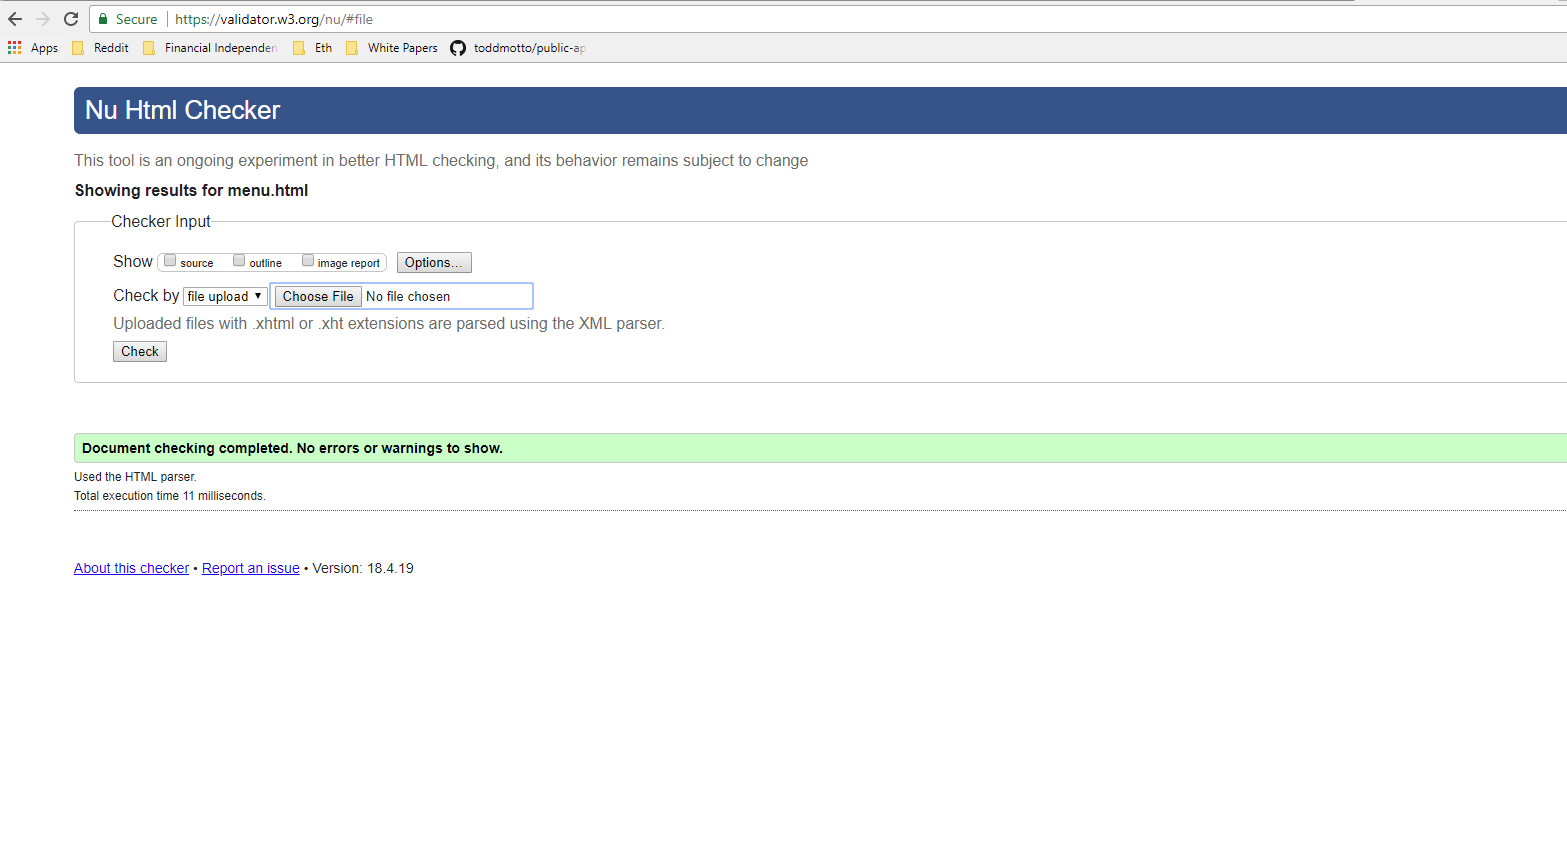 Secure https://validator.w3.org/nu/#file
Apps Reddit Financial Independen Eth White Papers toddmotto/public-ap
Nu Html Checker
This tool is an ongoing experiment in better HTML checking, and its behavior remains subject to change
Showing results for menu.html
Checker Input
Show source outline image report Options...
Check by file upload Choose File No file chosen
Uploaded files with .xhtml or .xht extensions are parsed using the XML parser.
Check
Document checking completed. No errors or warnings to show.
Used the HTML parser.
Total execution time 11 milliseconds.
About this checker • Report an issue • Version: 18.4.19